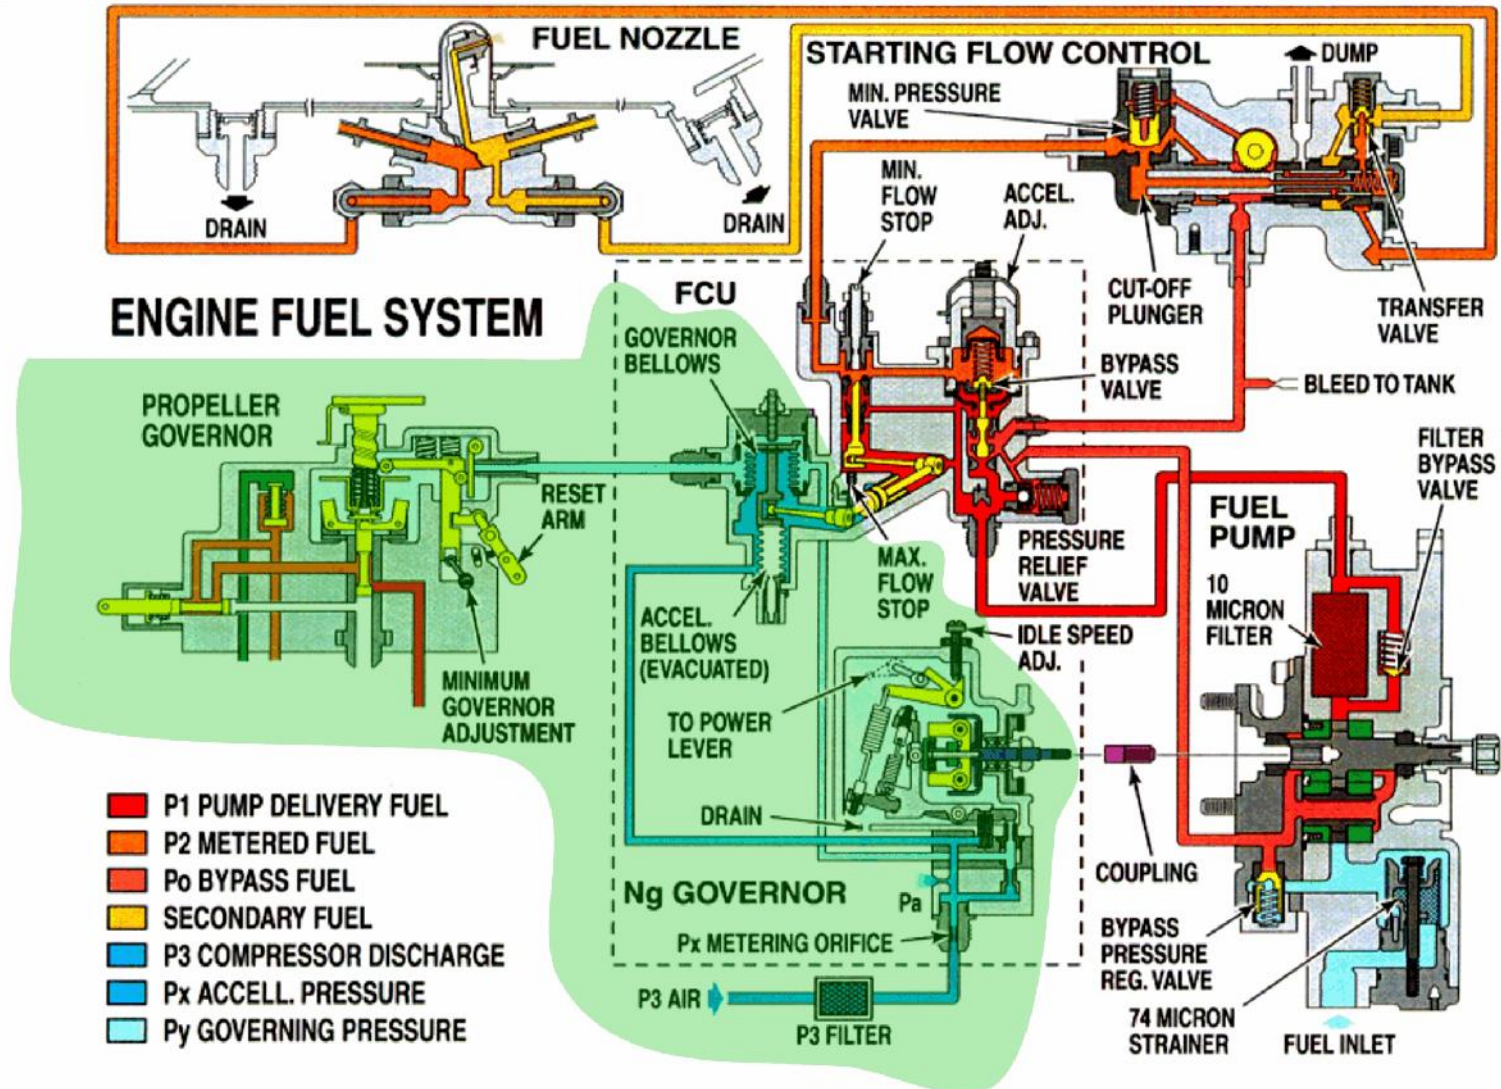 FUEL NOZZLE
STARTING FLOW CONTROL
DUMP
MIN. PRESSURE
VALVE
MIN.
FLOW
STOP
ACCEL.
ADJ.
DRAIN
DRAIN
CUT-OFF
PLUNGER
TRANSFER
VALVE
ENGINE FUEL SYSTEM
FCU
GOVERNOR
BELLOWS
BYPASS
VALVE
BLEED TO TANK
PROPELLER
GOVERNOR
FILTER
BYPASS
VALVE
RESET
ARM
FUEL
PUMP
MAX.
FLOW
STOP
PRESSURE
RELIEF
VALVE
10
MICRON
FILTER
ACCEL.
BELLOWS
(EVACUATED)
IDLE SPEED
ADJ.
MINIMUM
GOVERNOR
ADJUSTMENT
TO POWER
LEVER
DRAIN
COUPLING
Ng GOVERNOR
Pa
Px METERING ORIFICE
BYPASS
PRESSURE
REG. VALVE
P3 AIR
P3 FILTER
74 MICRON
STRAINER
FUEL INLET
P1 PUMP DELIVERY FUEL
P2 METERED FUEL
Po BYPASS FUEL
SECONDARY FUEL
P3 COMPRESSOR DISCHARGE
Px ACCELL. PRESSURE
Py GOVERNING PRESSURE